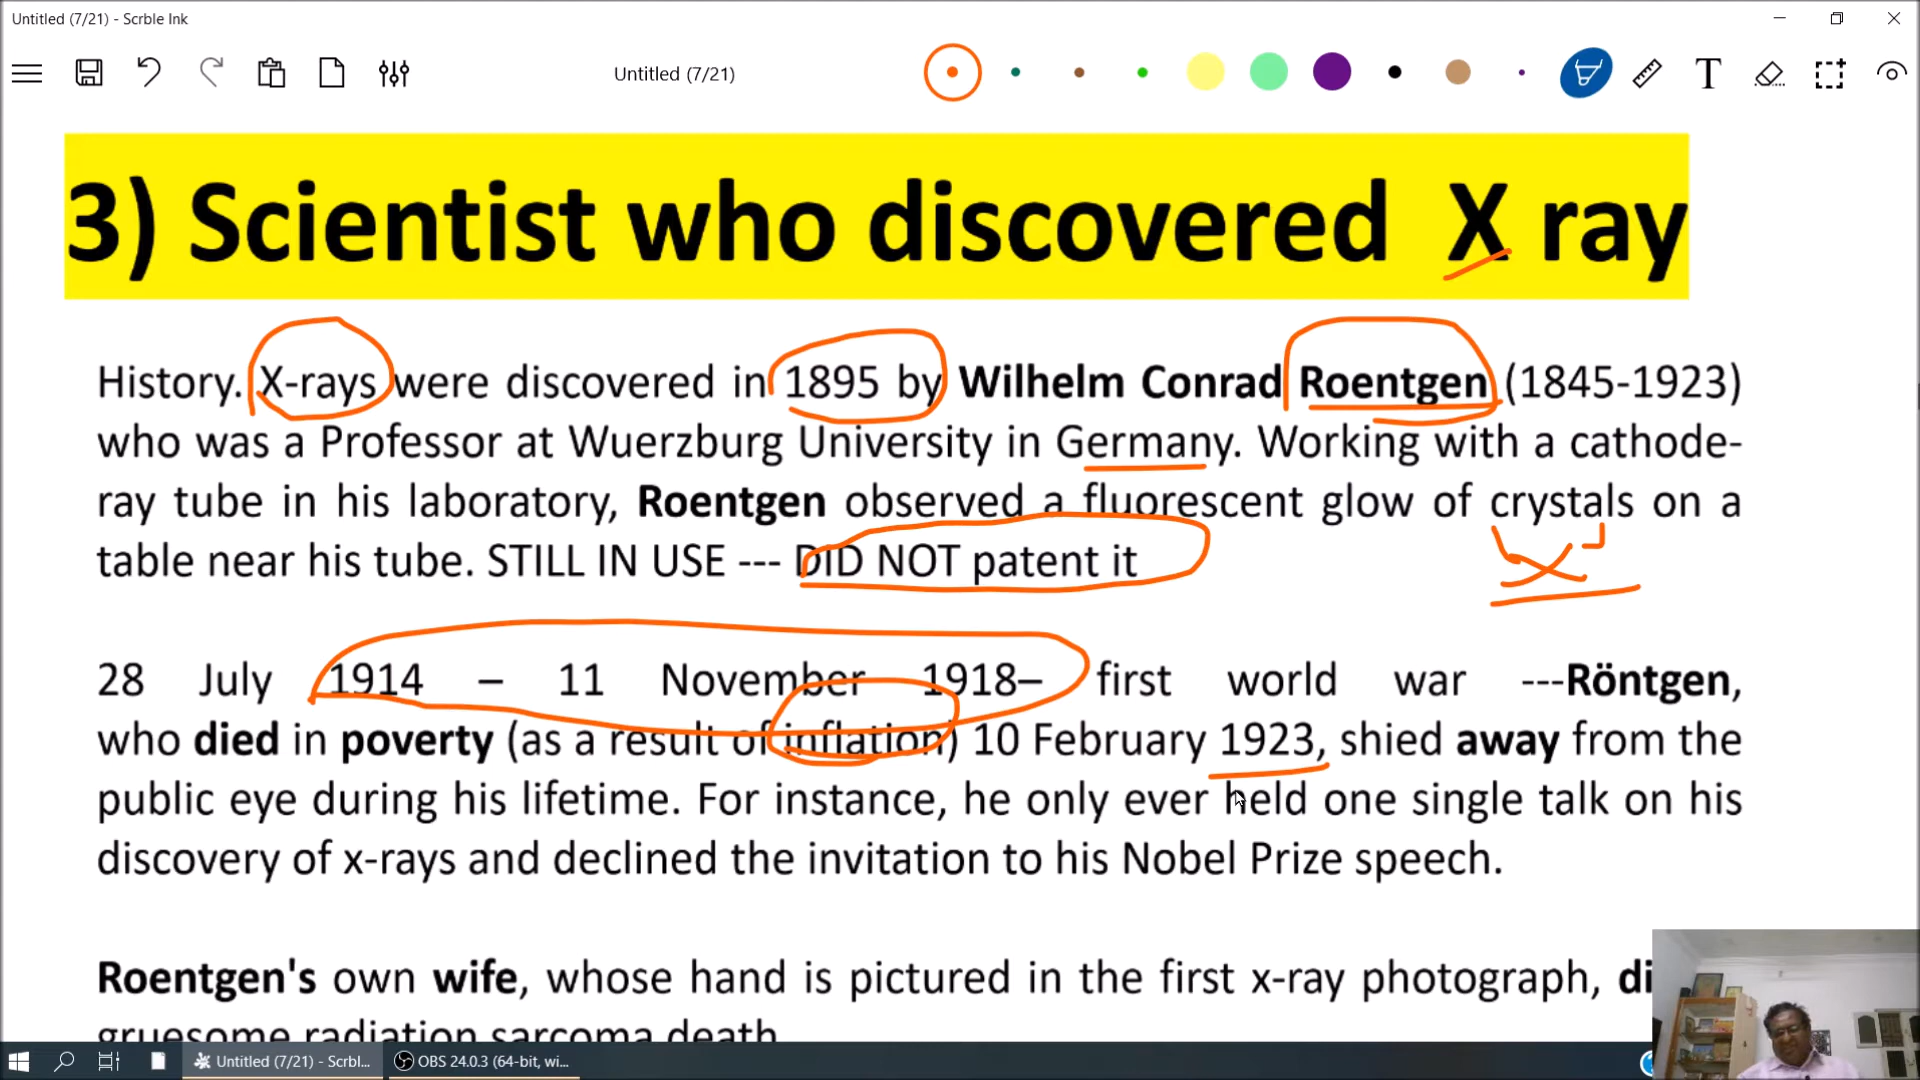 Untitled (7/21) - Scrble Ink
Untitled (7/21)
T
3) Scientist who discovered X ray
History. X-rays were discovered in 1895 by Wilhelm Conrad Roentgen (1845-1923)
who was a Professor at Wuerzburg University in Germany. Working with a cathode-
ray tube in his laboratory, Roentgen observed a fluorescent glow of crystals on a
table near his tube. STILL IN USE --- DID NOT patent it
X
28 July 1914 – 11 November 1918– first world war ---Röntgen,
who died in poverty (as a result of inflation) 10 February 1923, shied away from the
public eye during his lifetime. For instance, he only ever held one single talk on his
discovery of x-rays and declined the invitation to his Nobel Prize speech.
Roentgen's own wife, whose hand is pictured in the first x-ray photograph, di
gruesome radiation sarcoma death
Untitled (7/21) - Scrbl...
OBS 24.0.3 (64-bit, wi...